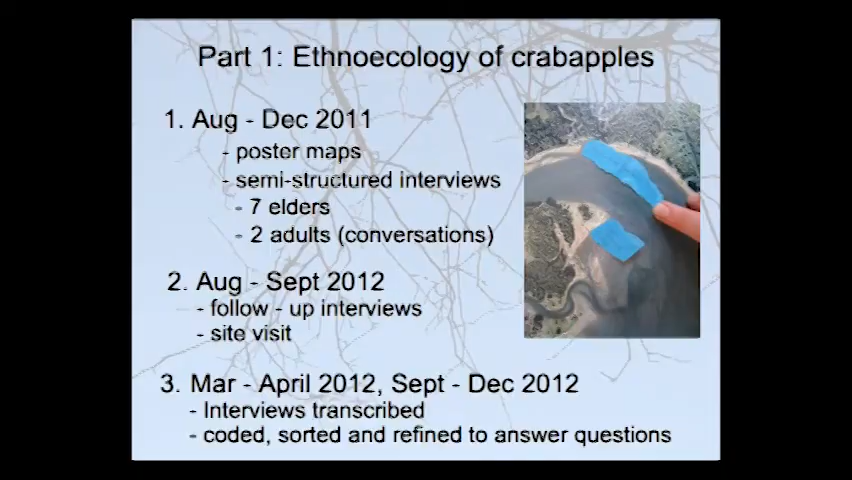 Part 1: Ethnoecology of crabapples
1. Aug - Dec 2011
- poster maps
- semi-structured interviews
- 7 elders
- 2 adults (conversations)
2. Aug - Sept 2012
- follow - up interviews
- site visit
3. Mar - April 2012, Sept - Dec 2012
- Interviews transcribed
- coded, sorted and refined to answer questions